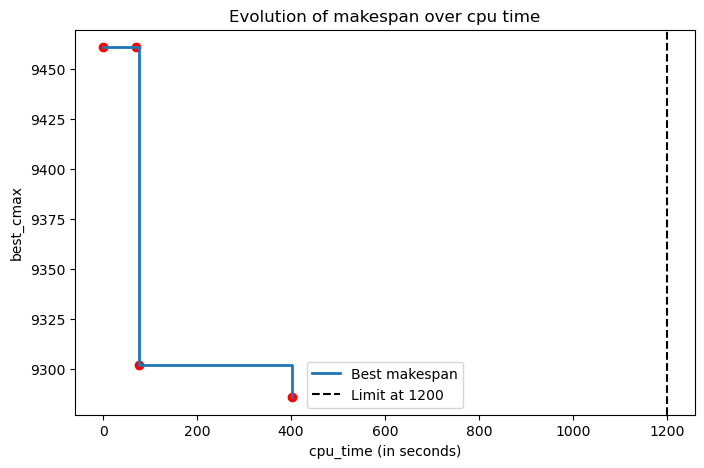 Evolution of makespan over cpu time
best_cmax
9450
9425
9400
9375
9350
9325
9300
Best makespan
Limit at 1200
0
200
400
600
800
1000
1200
cpu_time (in seconds)